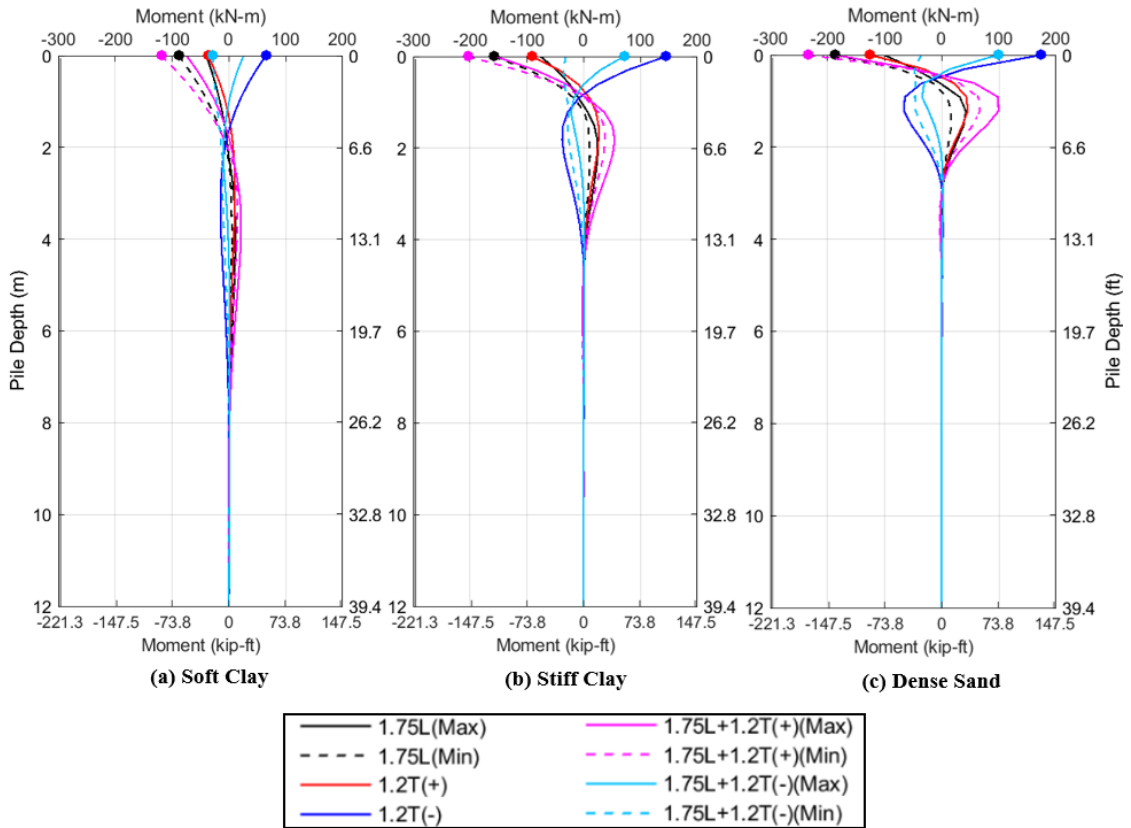 Moment (kN-m)
Moment (kN-m)
Moment (kN-m)
-300 -200 -100 0 100 200
-300 -200 -100 0 100 200
-300 -200 -100 0 100 200
0 0 0 0 0 0
2 6.6 2 6.6 2 6.6
4 13.1 4 13.1 4 13.1
Pile Depth (m)
Pile Depth (ft)
6 19.7 6 19.7 6 19.7
8 26.2 8 26.2 8 26.2
10 32.8 10 32.8 10 32.8
12 39.4 12 39.4 12 39.4
-221.3 -147.5 -73.8 0 73.8 147.5
-221.3 -147.5 -73.8 0 73.8 147.5
-221.3 -147.5 -73.8 0 73.8 147.5
Moment (kip-ft)
Moment (kip-ft)
Moment (kip-ft)
(a) Soft Clay
(b) Stiff Clay
(c) Dense Sand
1.75L(Max)
1.75L(Min)
1.2T(+)
1.2T(-)
1.75L+1.2T(+)(Max)
1.75L+1.2T(+)(Min)
1.75L+1.2T(-)(Max)
1.75L+1.2T(-)(Min)